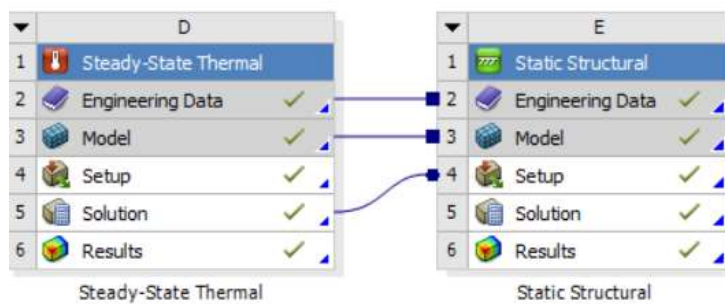 D
1 Steady-State Thermal
2 Engineering Data
3 Model
4 Setup
5 Solution
6 Results
Steady-State Thermal
E
1 Static Structural
2 Engineering Data
3 Model
4 Setup
5 Solution
6 Results
Static Structural